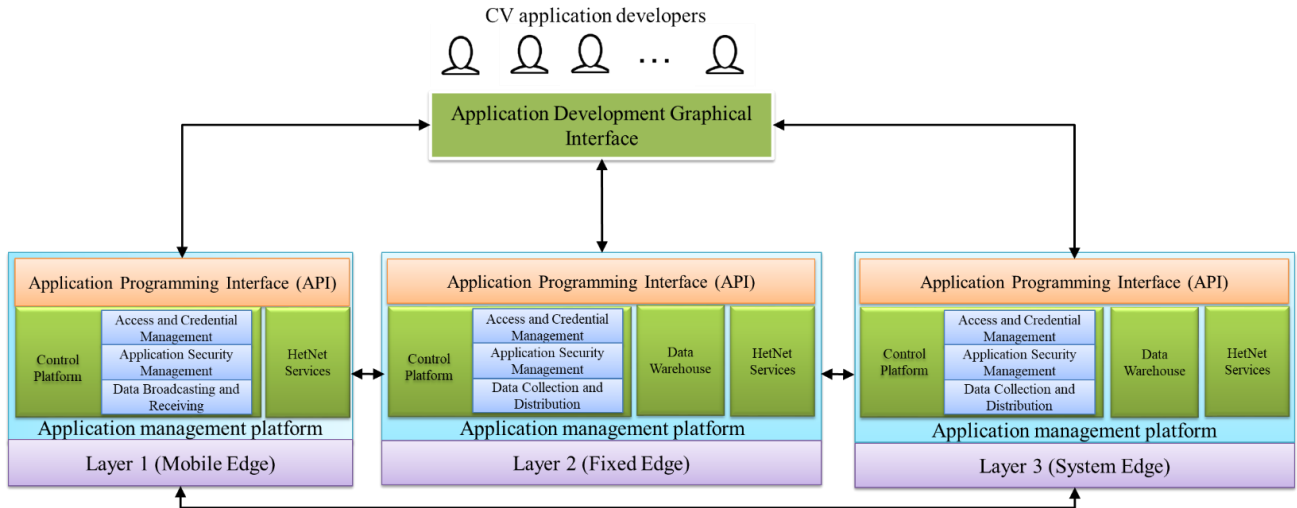 CV application developers
...
Application Development Graphical
Interface
Application Programming Interface (API)
Control
Platform
Access and Credential
Management
Application Security
Management
Data Broadcasting and
Receiving
HetNet
Services
Application management platform
Layer 1 (Mobile Edge)
Application Programming Interface (API)
Control
Platform
Access and Credential
Management
Application Security
Management
Data Collection and
Distribution
Data
Warehouse
HetNet
Services
Application management platform
Layer 2 (Fixed Edge)
Application Programming Interface (API)
Control
Platform
Access and Credential
Management
Application Security
Management
Data Collection and
Distribution
Data
Warehouse
HetNet
Services
Application management platform
Layer 3 (System Edge)